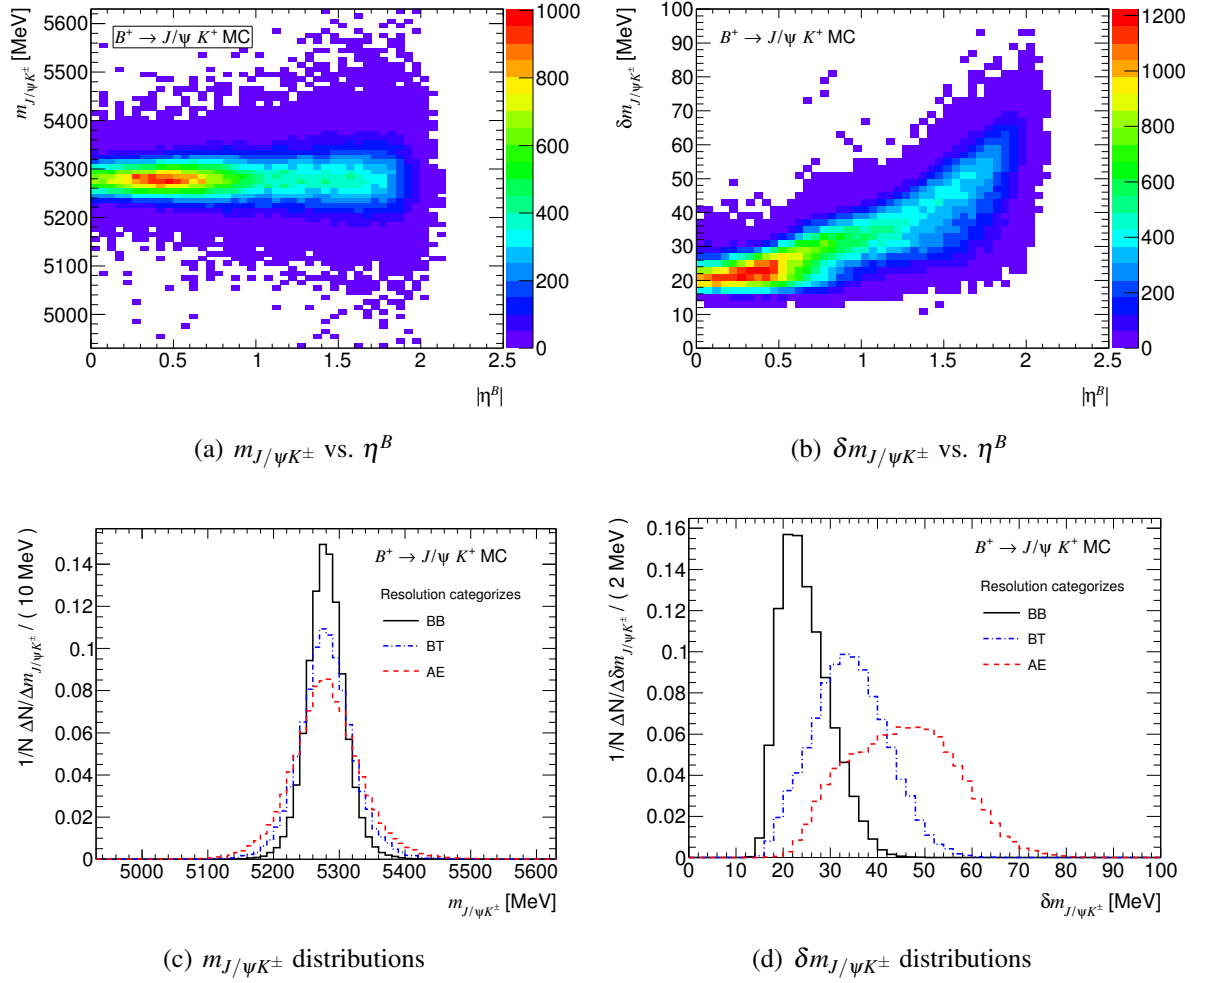 B⁺ → J/ψ K⁺ MC
m_{J/ψK±} [MeV]
5600
5500
5400
5300
5200
5100
5000
0 0.5 1 1.5 2 2.5
|η^B|
1000
800
600
400
200
0
(a) m_{J/ψK±} vs. η^B
B⁺ → J/ψ K⁺ MC
δm_{J/ψK±} [MeV]
100
90
80
70
60
50
40
30
20
10
0
0 0.5 1 1.5 2 2.5
|η^B|
1200
1000
800
600
400
200
0
(b) δm_{J/ψK±} vs. η^B
1/N ΔN/Δm_{J/ψK±} / ( 10 MeV )
0.14
0.12
0.1
0.08
0.06
0.04
0.02
0
B⁺ → J/ψ K⁺ MC
Resolution categorizes
BB
BT
AE
5000 5100 5200 5300 5400 5500 5600
m_{J/ψK±} [MeV]
(c) m_{J/ψK±} distributions
1/N ΔN/Δδm_{J/ψK±} / ( 2 MeV )
0.16
0.14
0.12
0.1
0.08
0.06
0.04
0.02
0
B⁺ → J/ψ K⁺ MC
Resolution categorizes
BB
BT
AE
0 10 20 30 40 50 60 70 80 90 100
δm_{J/ψK±} [MeV]
(d) δm_{J/ψK±} distributions